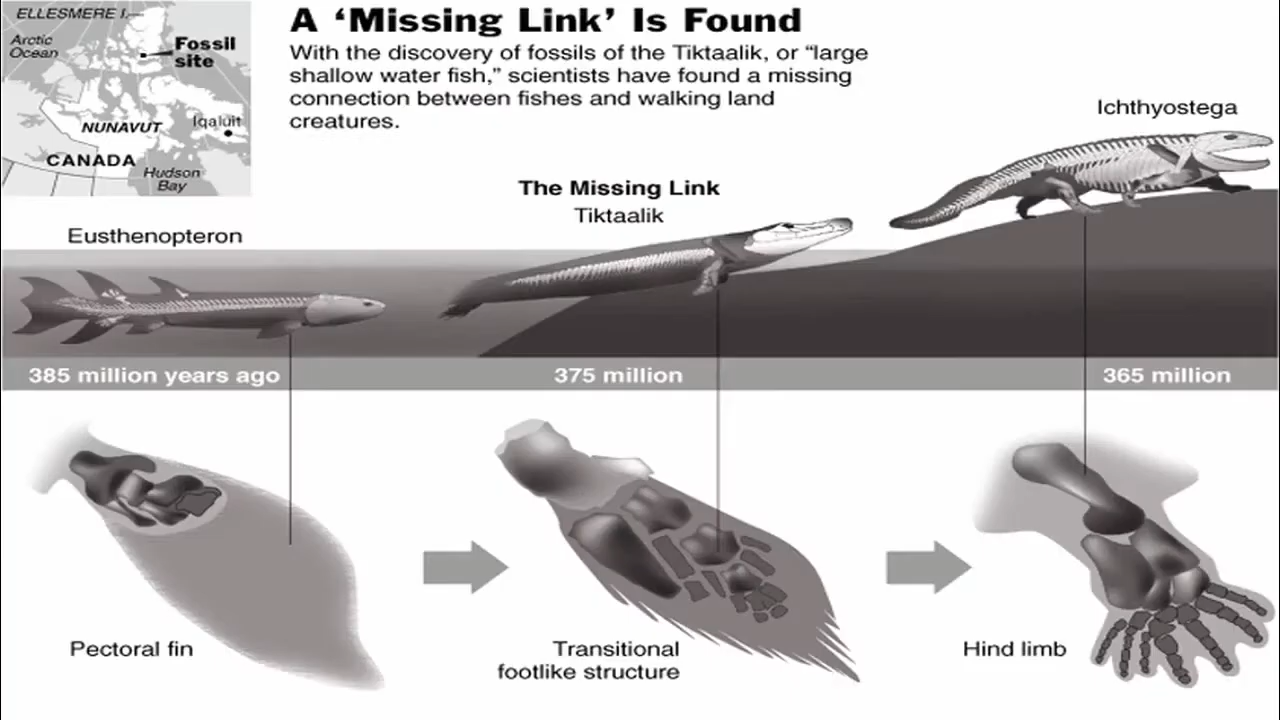 ELLESMERE I.
Arctic
Ocean
Fossil
site
NUNAVUT
Iqaluit
CANADA
Hudson
Bay
A ‘Missing Link’ Is Found
With the discovery of fossils of the Tiktaalik, or “large
shallow water fish,” scientists have found a missing
connection between fishes and walking land
creatures.
Ichthyostega
The Missing Link
Tiktaalik
Eusthenopteron
385 million years ago
375 million
365 million
Pectoral fin
Transitional
footlike structure
Hind limb